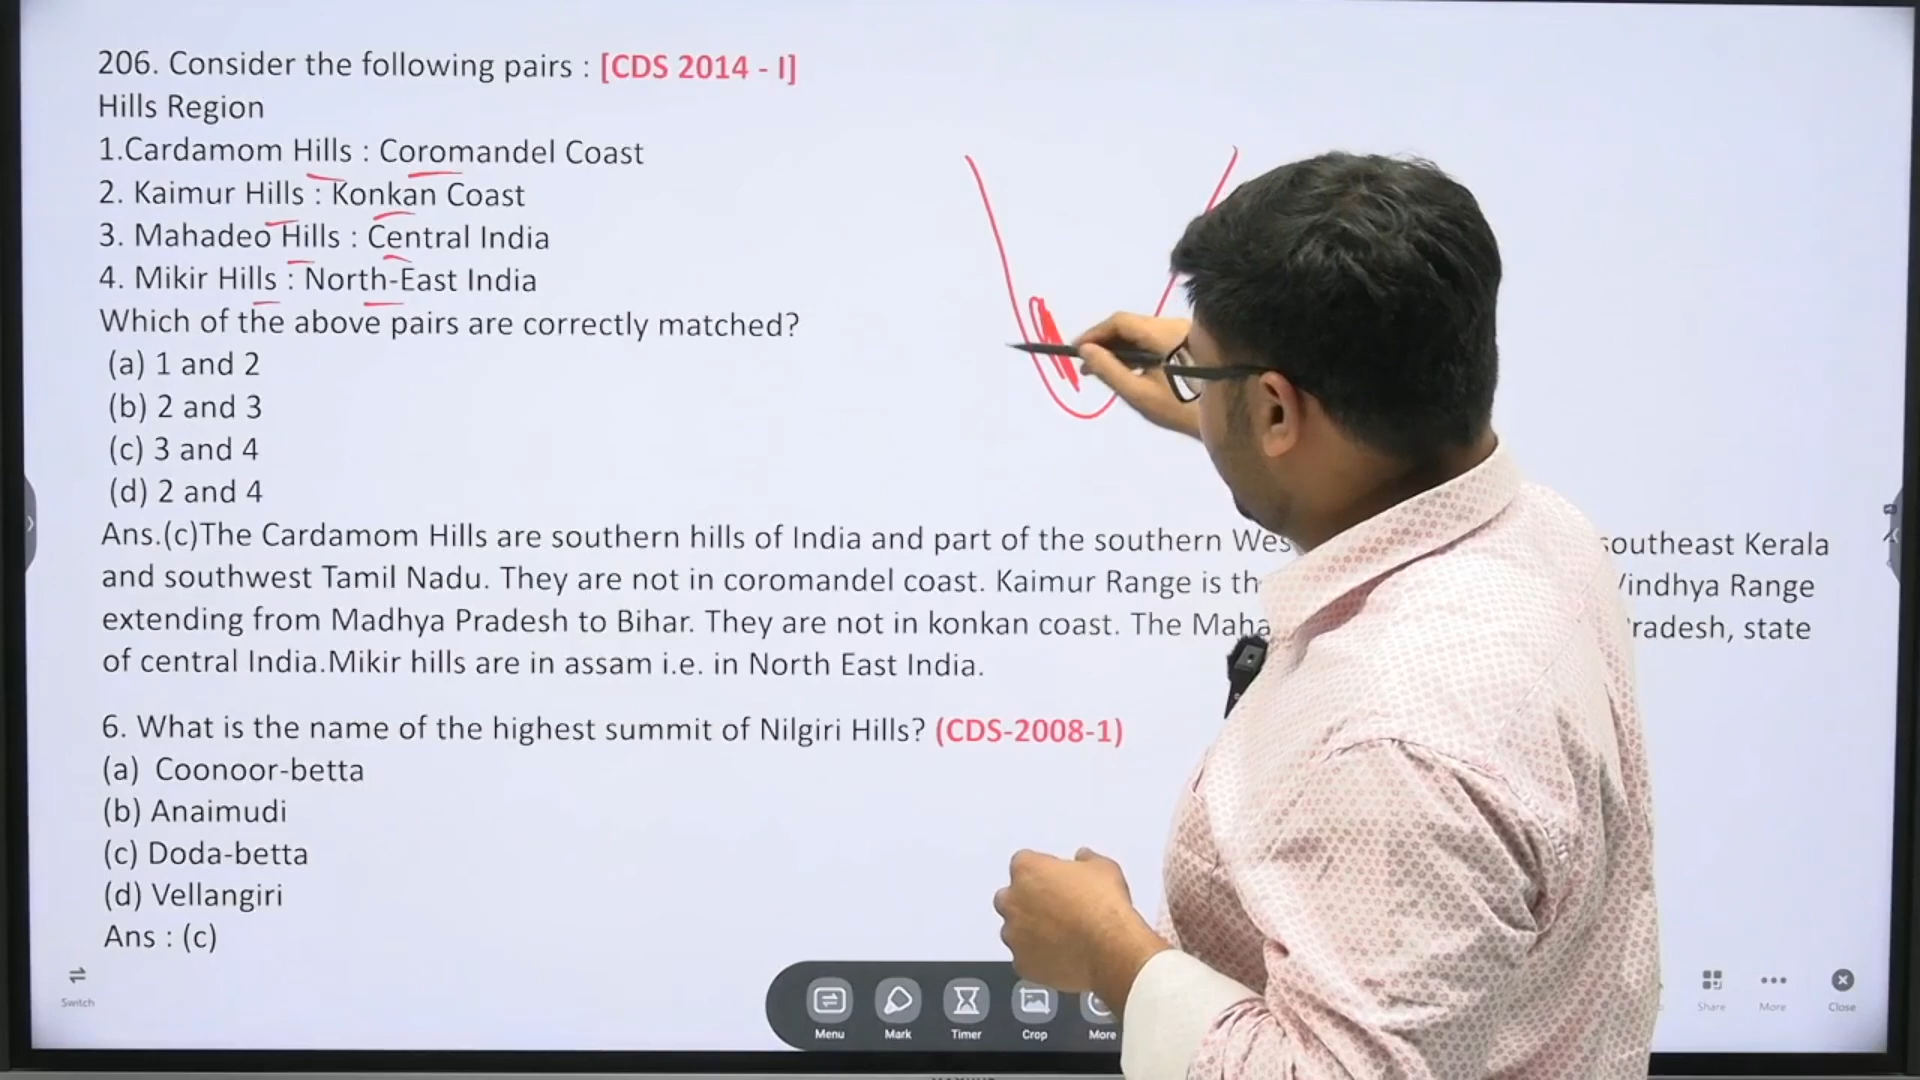 206. Consider the following pairs : [CDS 2014 - I]
Hills Region
1.Cardamom Hills : Coromandel Coast
2. Kaimur Hills : Konkan Coast
3. Mahadeo Hills : Central India
4. Mikir Hills : North-East India
Which of the above pairs are correctly matched?
(a) 1 and 2
(b) 2 and 3
(c) 3 and 4
(d) 2 and 4
Ans.(c)The Cardamom Hills are southern hills of India and part of the southern southeast Kerala
and southwest Tamil Nadu. They are not in coromandel coast. Kaimur Range is Vindhya Range
extending from Madhya Pradesh to Bihar. They are not in konkan coast. The Pradesh, state
of central India.Mikir hills are in assam i.e. in North East India.
6. What is the name of the highest summit of Nilgiri Hills? (CDS-2008-1)
(a) Coonoor-betta
(b) Anaimudi
(c) Doda-betta
(d) Vellangiri
Ans : (c)
Switch
Menu Mark Timer Crop More
Share More Close